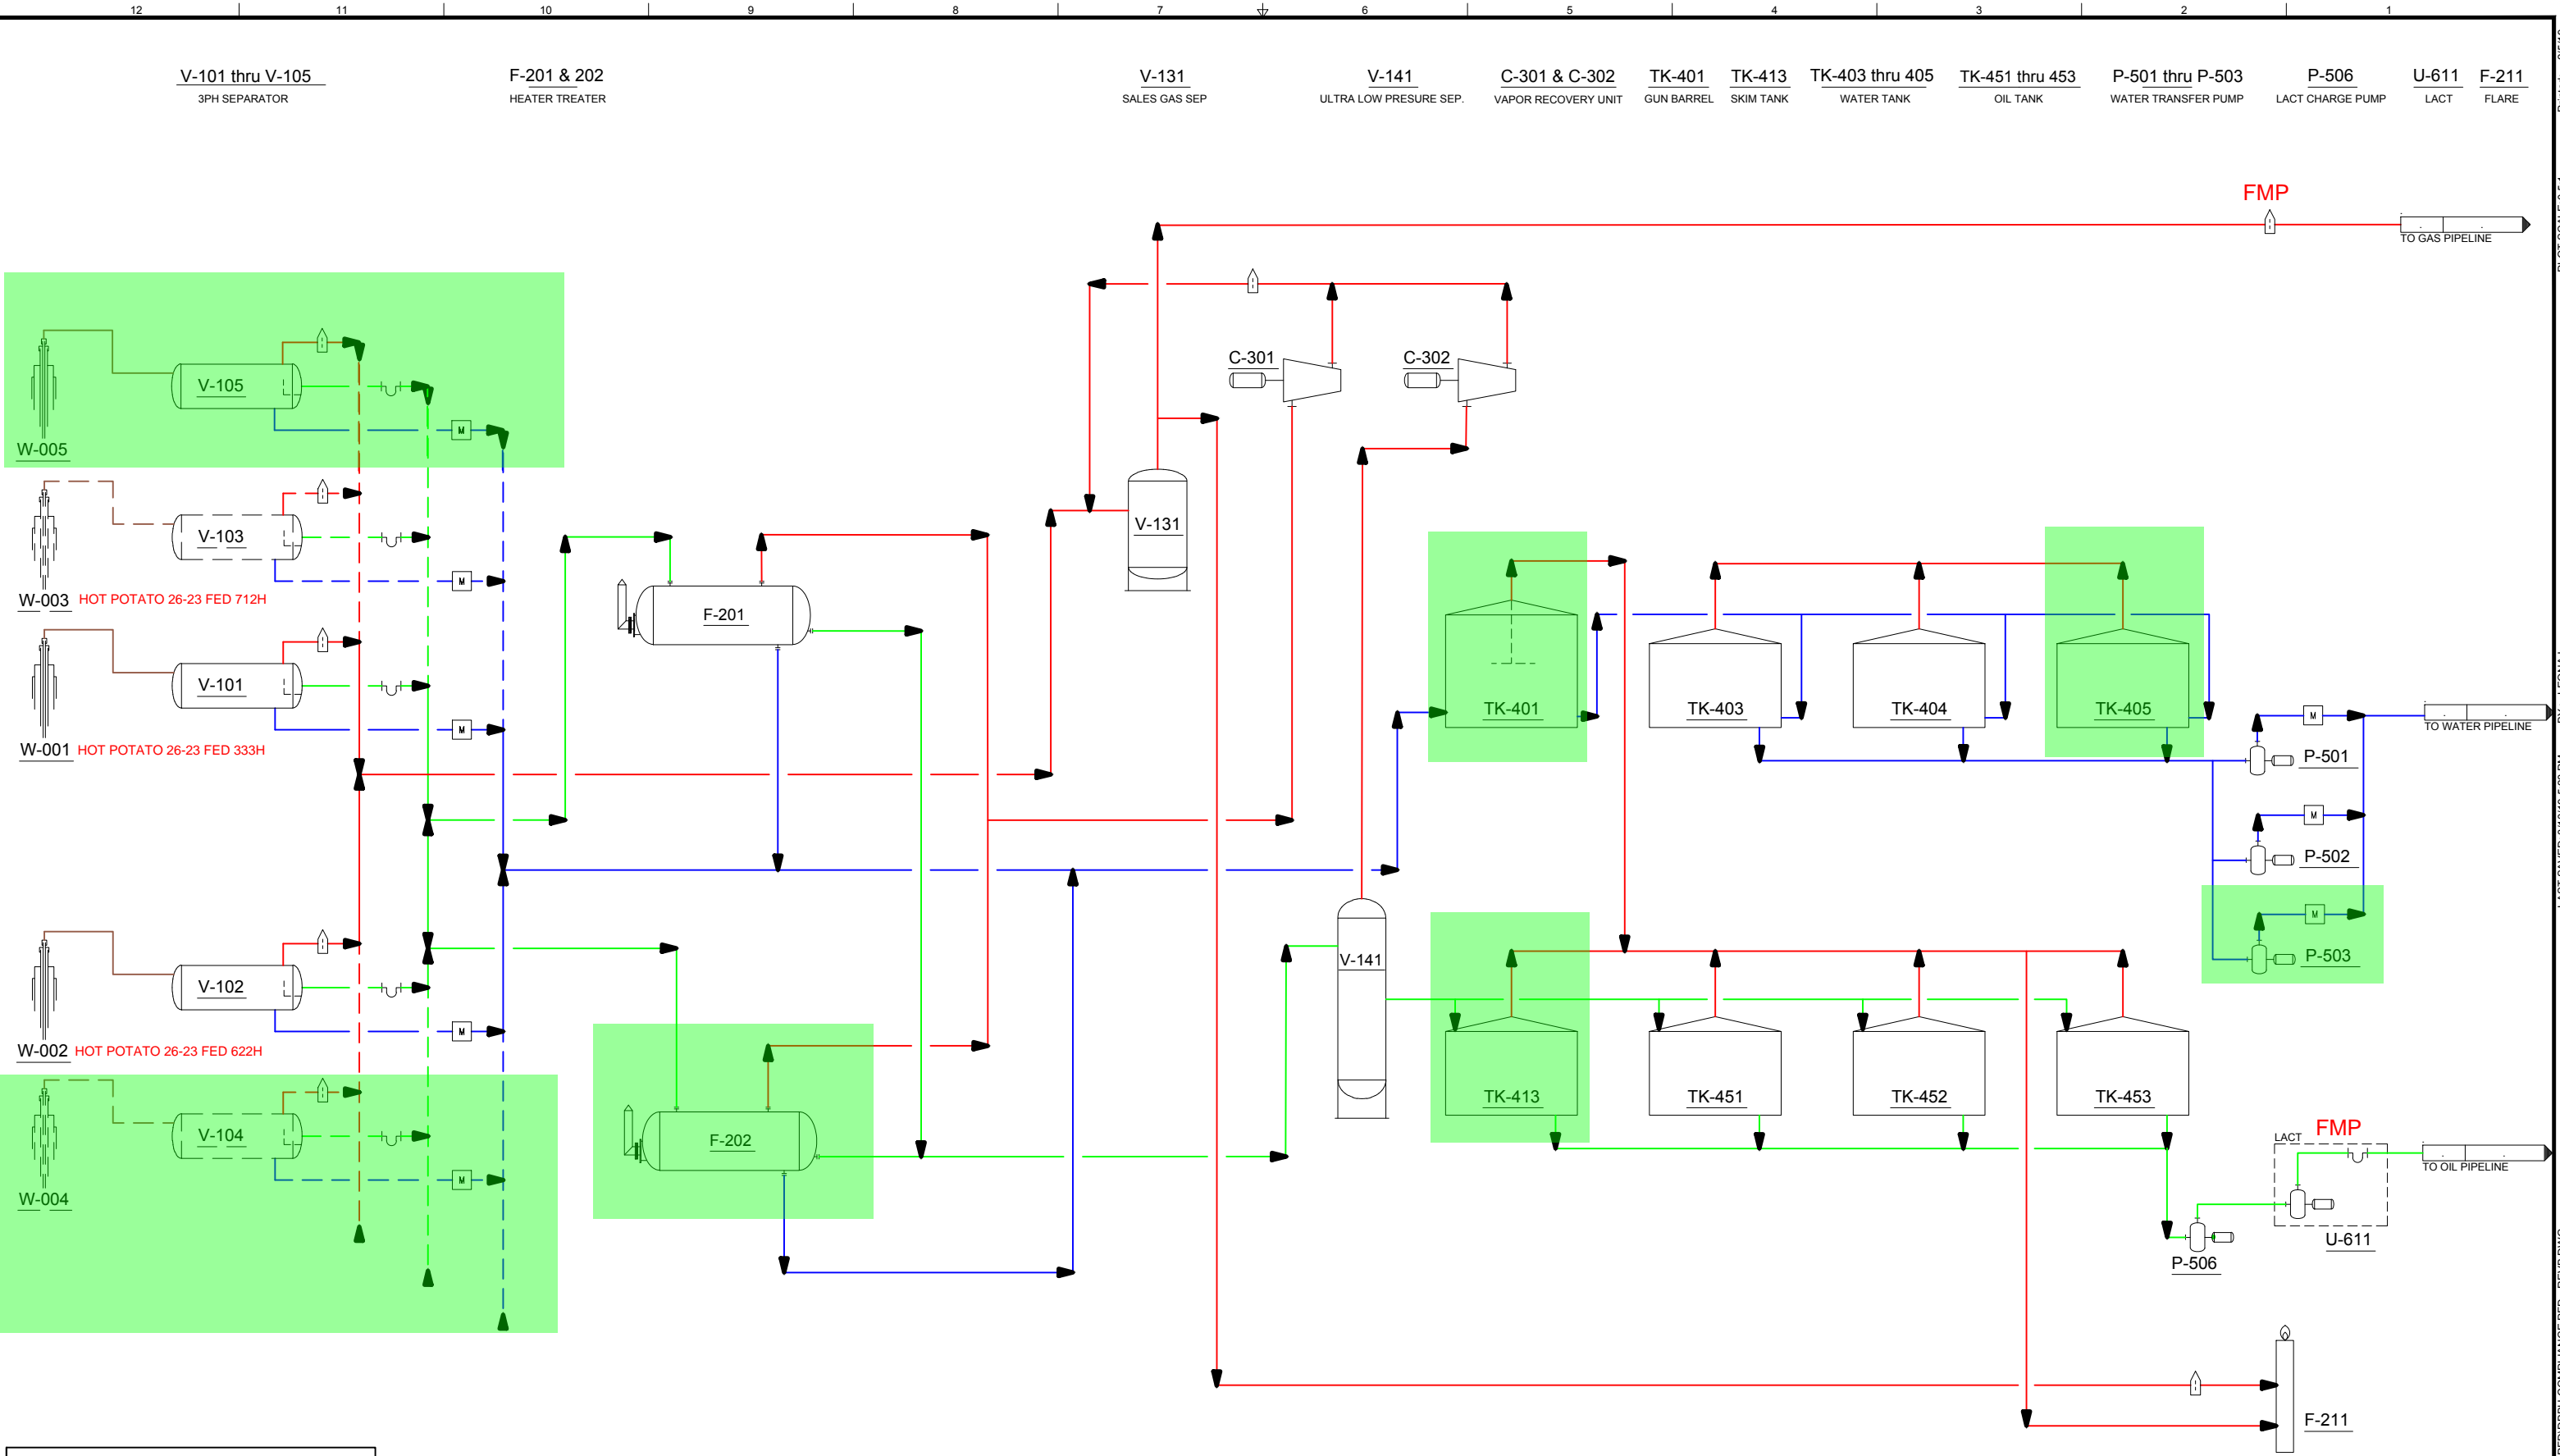 12 11 10 9 8 7 6 5 4 3 2 1
V-101 thru V-105
3PH SEPARATOR
F-201 & 202
HEATER TREATER
V-131
SALES GAS SEP
V-141
ULTRA LOW PRESURE SEP.
C-301 & C-302
VAPOR RECOVERY UNIT
TK-401
GUN BARREL
TK-413
SKIM TANK
TK-403 thru 405
WATER TANK
TK-451 thru 453
OIL TANK
P-501 thru P-503
WATER TRANSFER PUMP
P-506
LACT CHARGE PUMP
U-611
LACT
F-211
FLARE
FMP
TO GAS PIPELINE
V-105
M
W-005
C-301
C-302
V-103
M
W-003 HOT POTATO 26-23 FED 712H
V-131
F-201
V-101
M
W-001 HOT POTATO 26-23 FED 333H
TK-401
TK-403
TK-404
TK-405
M
TO WATER PIPELINE
P-501
M
P-502
M
P-503
V-102
M
W-002 HOT POTATO 26-23 FED 622H
V-141
V-104
M
W-004
F-202
TK-413
TK-451
TK-452
TK-453
FMP
LACT
TO OIL PIPELINE
U-611
P-506
F-211